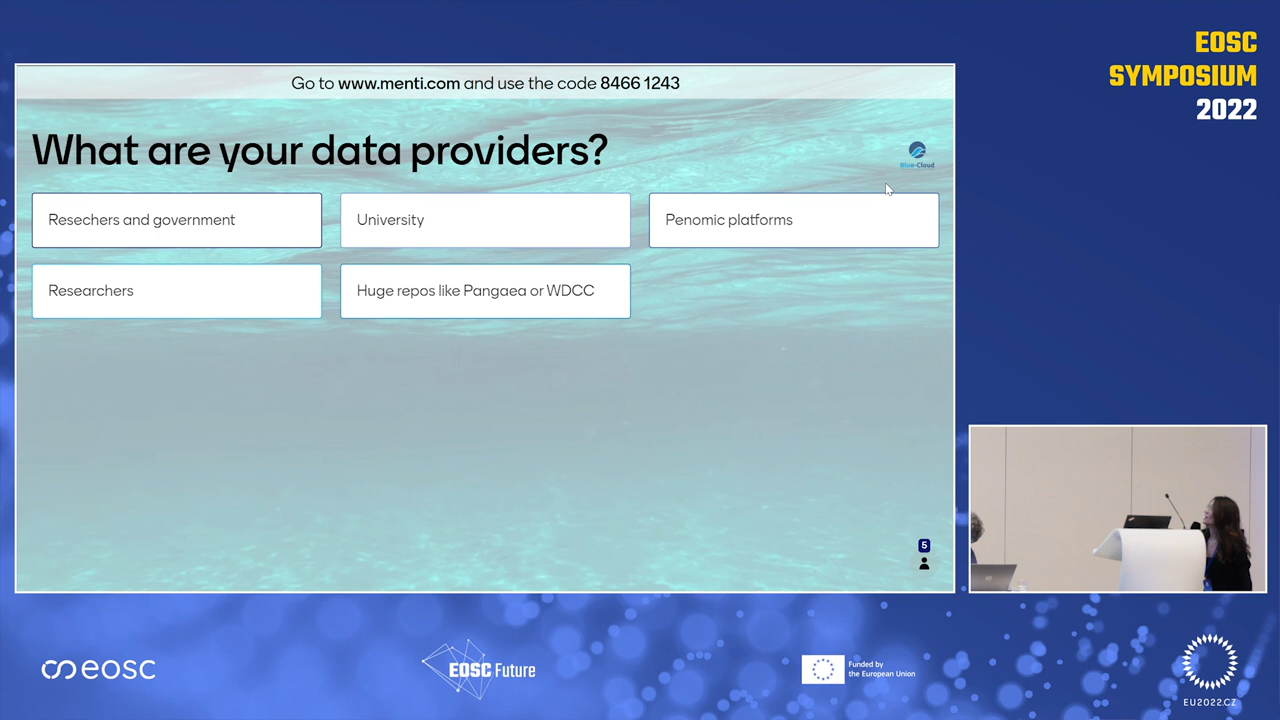 EOSC
SYMPOSIUM
2022
Go to www.menti.com and use the code 8466 1243
What are your data providers?
Blue-Cloud
Resechers and government
University
Penomic platforms
Researchers
Huge repos like Pangaea or WDCC
5
eosc
EOSC Future
Funded by
the European Union
EU2022.CZ